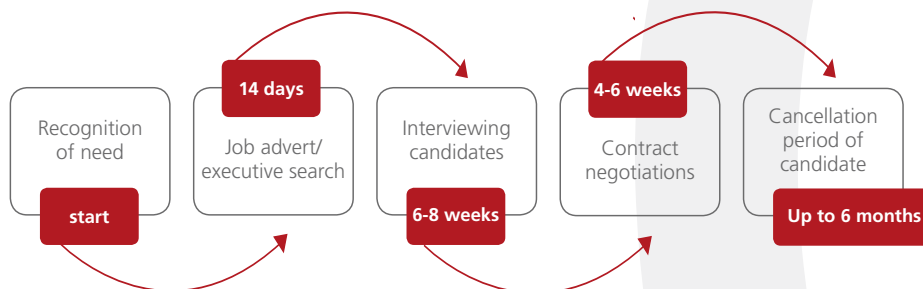 Recognition
of need
start
14 days
Job advert/
executive search
Interviewing
candidates
6-8 weeks
4-6 weeks
Contract
negotiations
Cancellation
period of
candidate
Up to 6 months